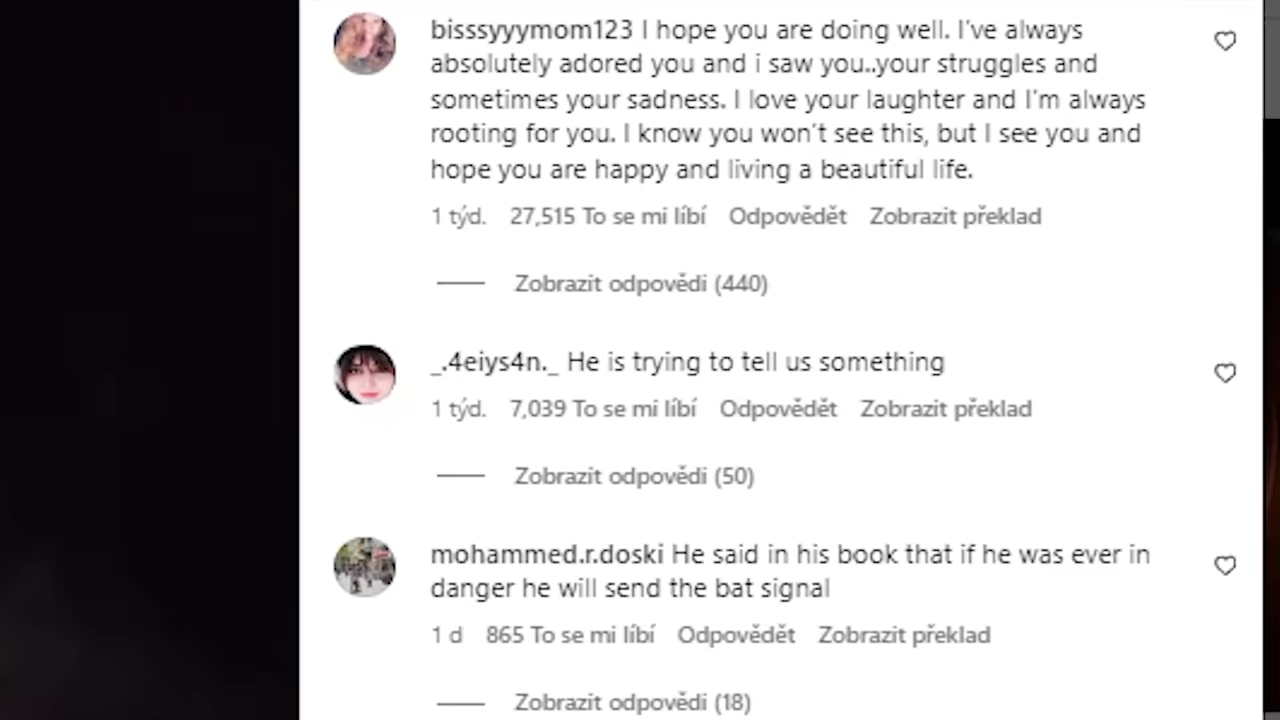 bisssyyymom123 I hope you are doing well. I've always
absolutely adored you and i saw you..your struggles and
sometimes your sadness. I love your laughter and I'm always
rooting for you. I know you won't see this, but I see you and
hope you are happy and living a beautiful life.
1 týd. 27,515 To se mi líbí Odpovědět Zobrazit překlad
Zobrazit odpovědi (440)
_.4eiys4n._ He is trying to tell us something
1 týd. 7,039 To se mi líbí Odpovědět Zobrazit překlad
Zobrazit odpovědi (50)
mohammed.r.doski He said in his book that if he was ever in
danger he will send the bat signal
1 d 865 To se mi líbí Odpovědět Zobrazit překlad
Zobrazit odpovědi (18)